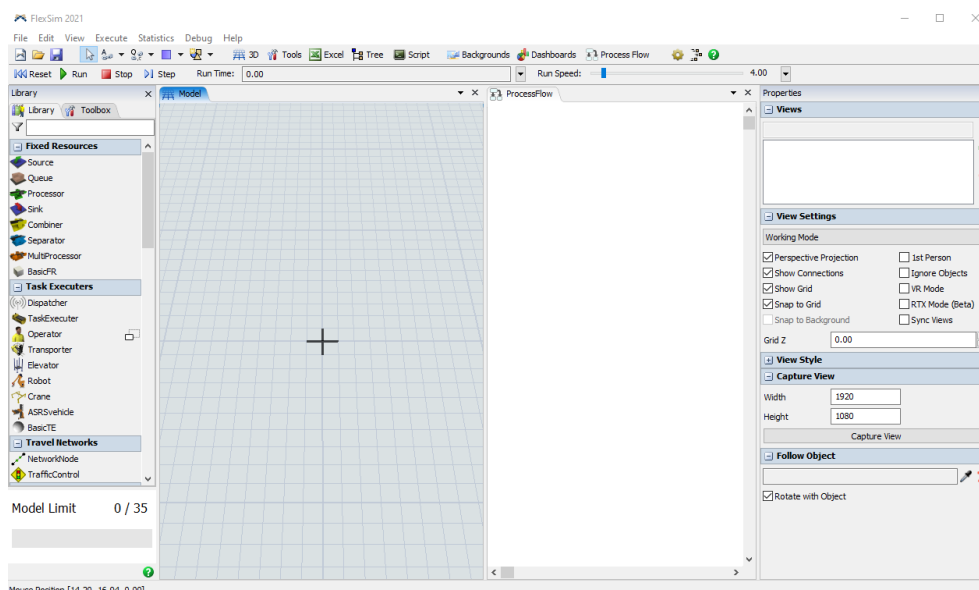 FlexSim 2021
File Edit View Execute Statistics Debug Help
3D Tools Excel Tree Script Backgrounds Dashboards Process Flow
Reset Run Stop Step Run Time: 0.00 Run Speed: 4.00
Library
Library Toolbox
Fixed Resources
Source
Queue
Processor
Sink
Combiner
Separator
MultiProcessor
BasicFR
Task Executers
Dispatcher
TaskExecuter
Operator
Transporter
Elevator
Robot
Crane
ASRSvehicle
BasicTE
Travel Networks
NetworkNode
TrafficControl
Model Limit 0 / 35
Model
ProcessFlow
Properties
Views
View Settings
Working Mode
Perspective Projection 1st Person
Show Connections Ignore Objects
Show Grid VR Mode
Snap to Grid RTX Mode (Beta)
Snap to Background Sync Views
Grid Z 0.00
View Style
Capture View
Width 1920
Height 1080
Capture View
Follow Object
Rotate with Object